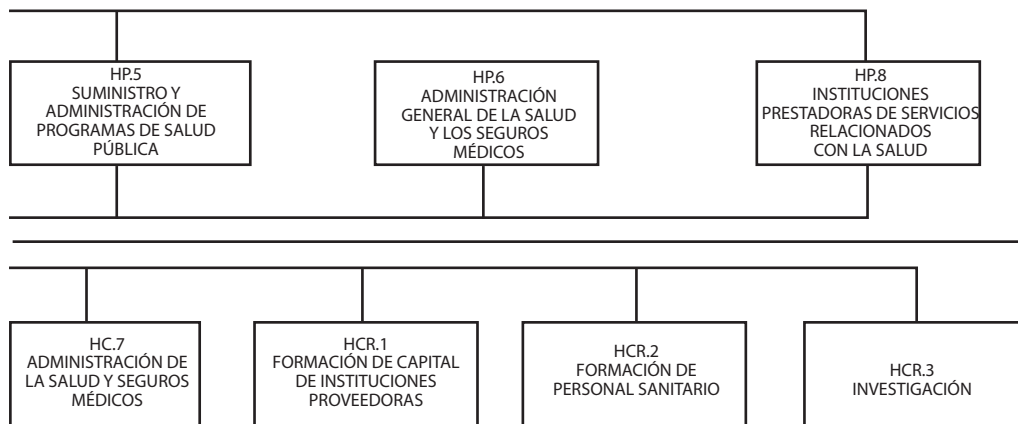 HP.5
SUMINISTRO Y
ADMINISTRACIÓN DE
PROGRAMAS DE SALUD
PÚBLICA
HP.6
ADMINISTRACIÓN
GENERAL DE LA SALUD
Y LOS SEGUROS
MÉDICOS
HP.8
INSTITUCIONES
PRESTADORAS DE SERVICIOS
RELACIONADOS
CON LA SALUD
HC.7
ADMINISTRACIÓN DE
LA SALUD Y SEGUROS
MÉDICOS
HCR.1
FORMACIÓN DE CAPITAL
DE INSTITUCIONES
PROVEEDORAS
HCR.2
FORMACIÓN DE
PERSONAL SANITARIO
HCR.3
INVESTIGACIÓN